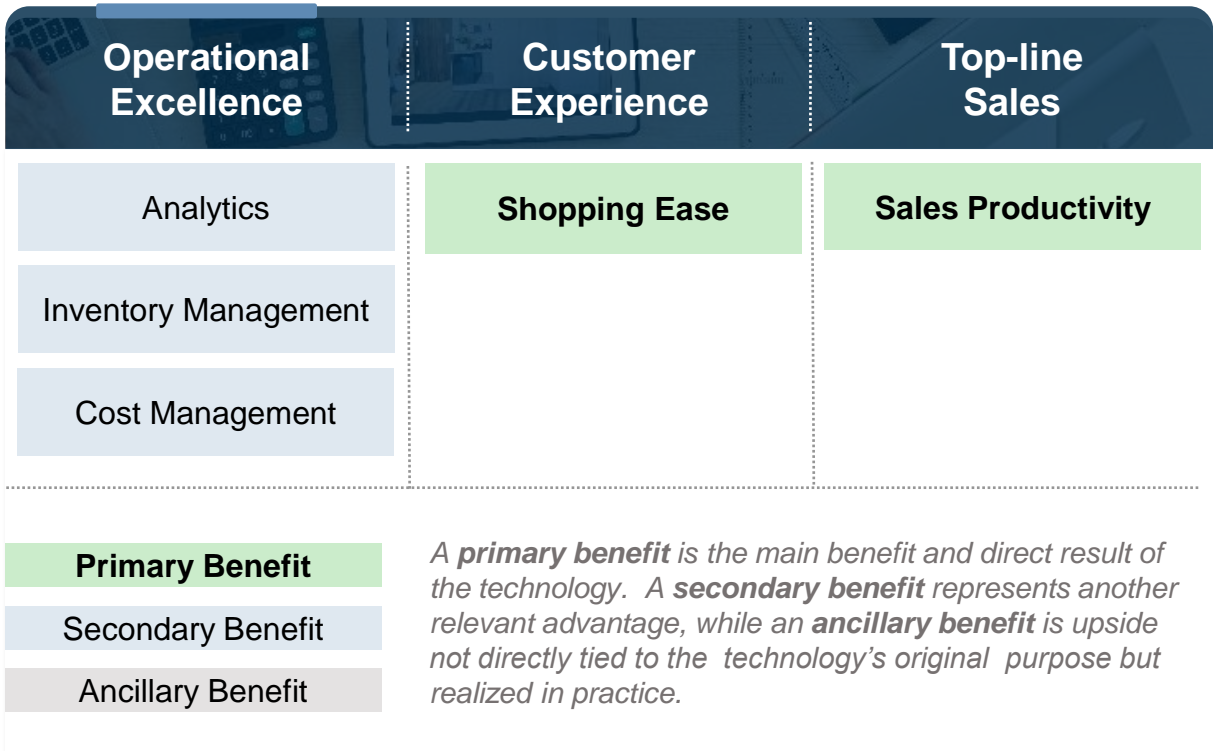 Operational
Excellence
Customer
Experience
Top-line
Sales
Analytics
Shopping Ease
Sales Productivity
Inventory Management
Cost Management
Primary Benefit
Secondary Benefit
Ancillary Benefit
A primary benefit is the main benefit and direct result of
the technology.  A secondary benefit represents another
relevant advantage, while an ancillary benefit is upside
not directly tied to the  technology's original  purpose but
realized in practice.